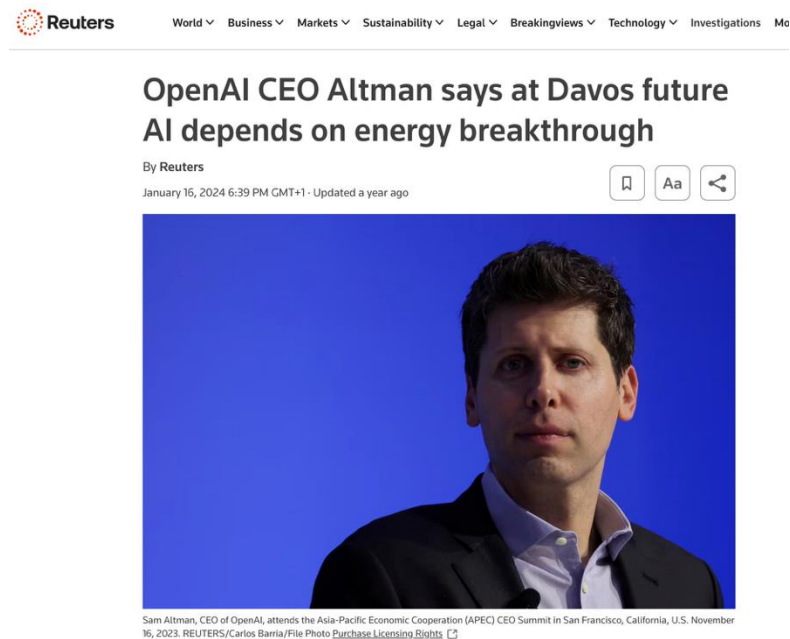 Reuters
World Business Markets Sustainability Legal Breakingviews Technology Investigations Mo
OpenAI CEO Altman says at Davos future
AI depends on energy breakthrough
By Reuters
January 16, 2024 6:39 PM GMT+1 · Updated a year ago
Aa
Sam Altman, CEO of OpenAI, attends the Asia-Pacific Economic Cooperation (APEC) CEO Summit in San Francisco, California, U.S. November
16, 2023. REUTERS/Carlos Barria/File Photo Purchase Licensing Rights